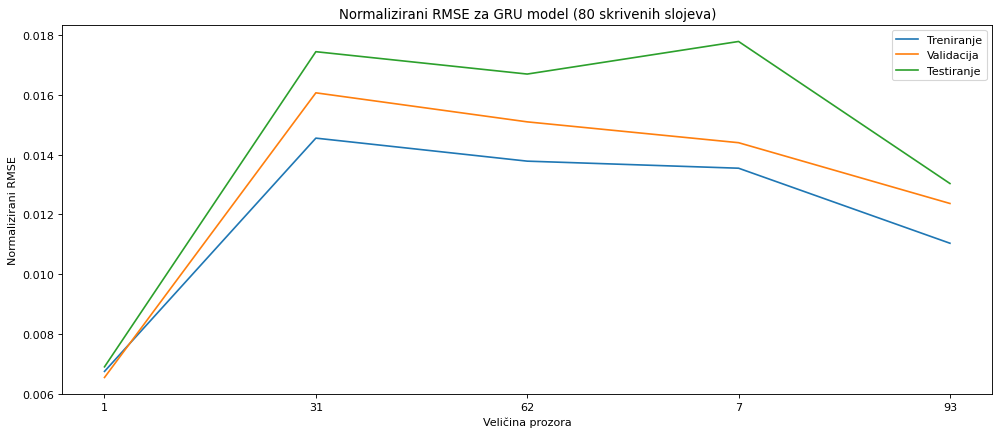 Normalizirani RMSE za GRU model (80 skrivenih slojeva)
Treniranje
Validacija
Testiranje
Normalizirani RMSE
0.018
0.016
0.014
0.012
0.010
0.008
0.006
1 31 62 7 93
Veličina prozora